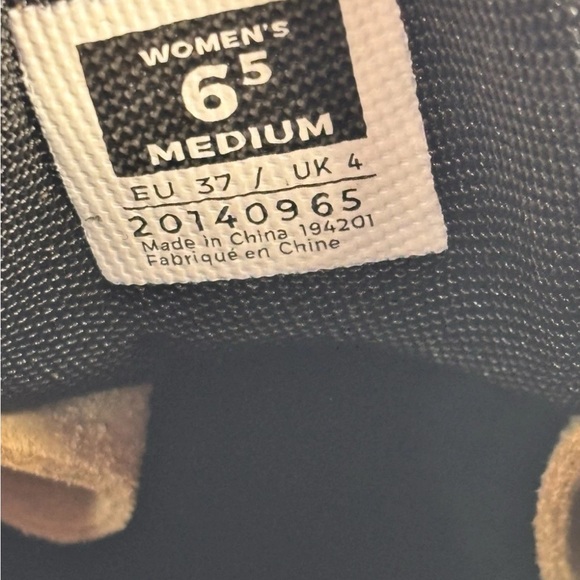 WOMEN'S
6⁵
MEDIUM
EU 37 / UK 4
20140965
Made in China 194201
Fabriqué en Chine